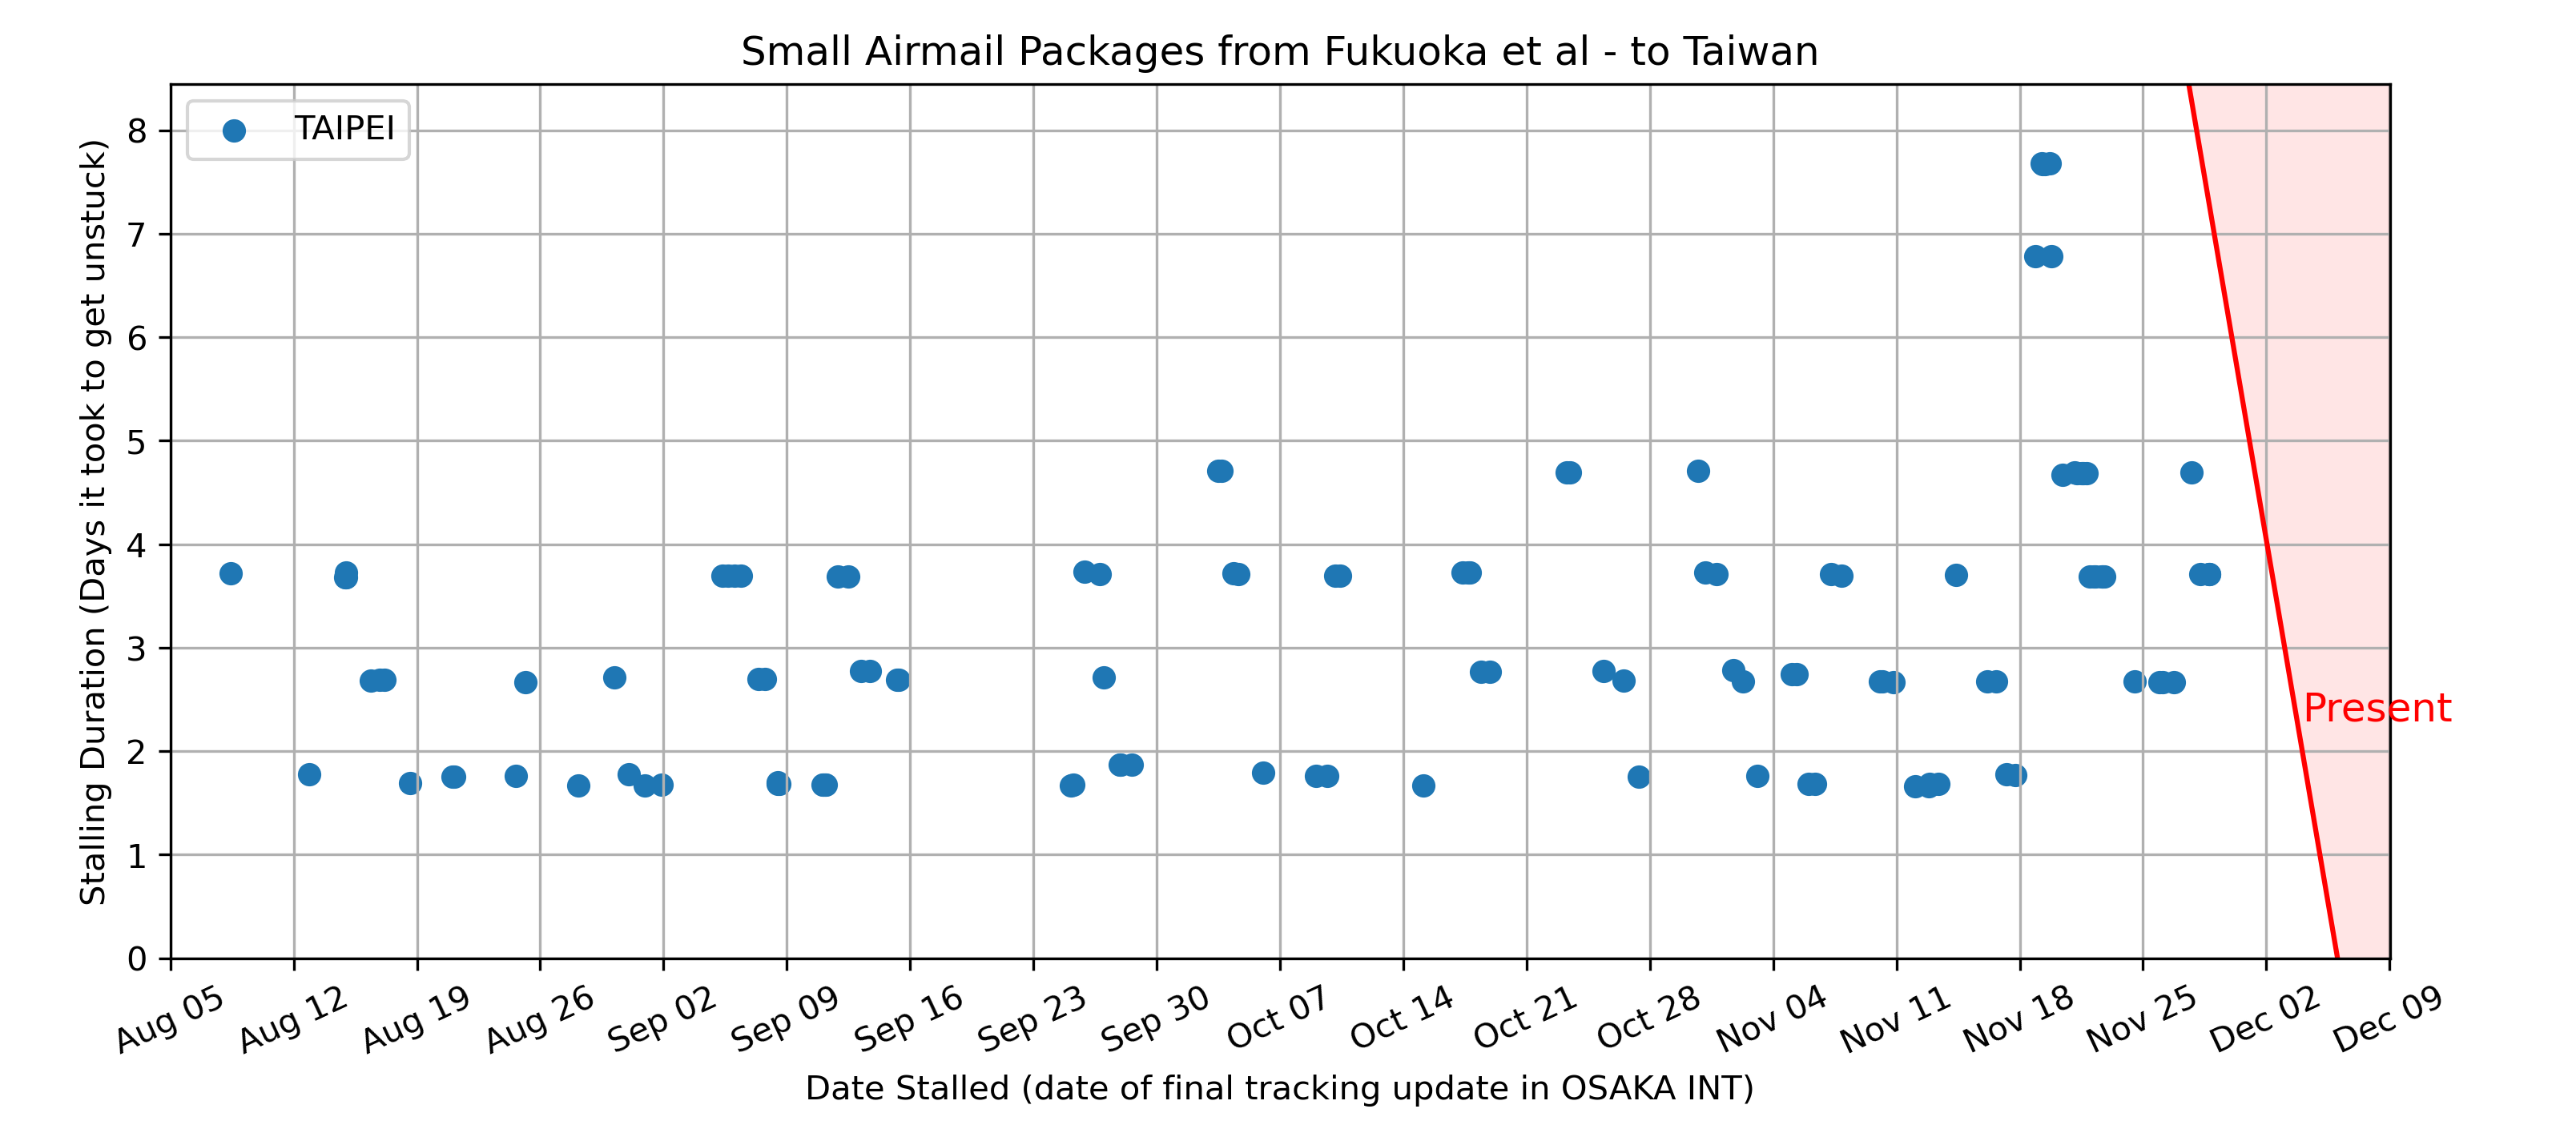 Small Airmail Packages from Fukuoka et al - to Taiwan
TAIPEI
Stalling Duration (Days it took to get unstuck)
8
7
6
5
4
3
2
1
0
Present
Aug 05
Aug 12
Aug 19
Aug 26
Sep 02
Sep 09
Sep 16
Sep 23
Sep 30
Oct 07
Oct 14
Oct 21
Oct 28
Nov 04
Nov 11
Nov 18
Nov 25
Dec 02
Dec 09
Date Stalled (date of final tracking update in OSAKA INT)